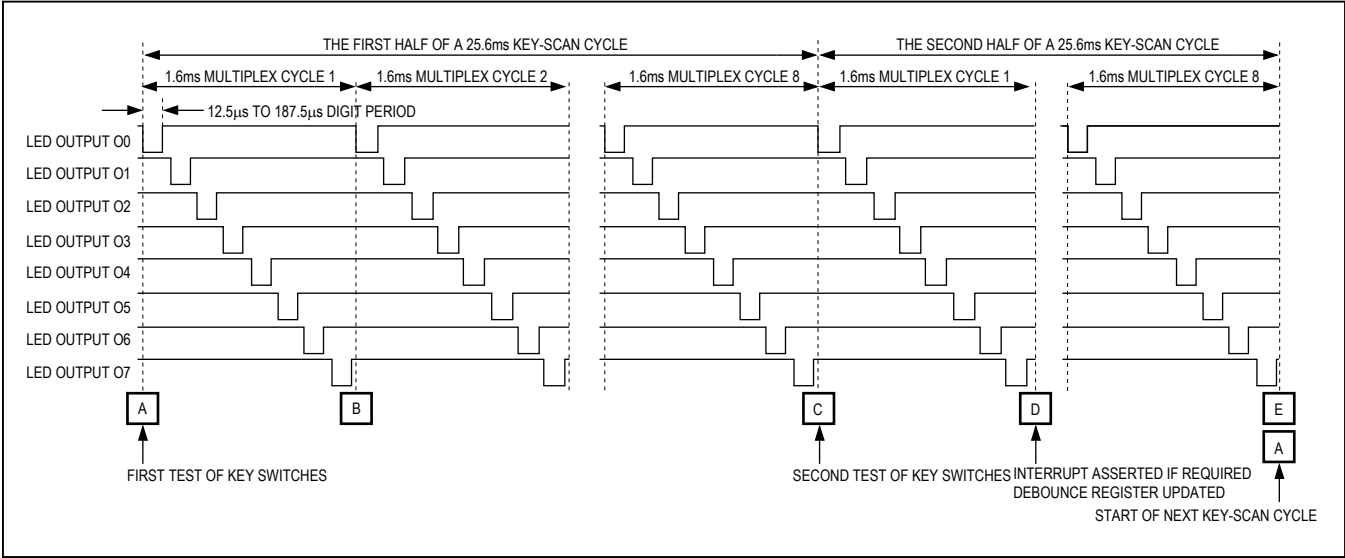 THE FIRST HALF OF A 25.6ms KEY-SCAN CYCLE
THE SECOND HALF OF A 25.6ms KEY-SCAN CYCLE
1.6ms MULTIPLEX CYCLE 1
1.6ms MULTIPLEX CYCLE 2
1.6ms MULTIPLEX CYCLE 8
1.6ms MULTIPLEX CYCLE 1
1.6ms MULTIPLEX CYCLE 8
12.5μs TO 187.5μs DIGIT PERIOD
LED OUTPUT O0
LED OUTPUT O1
LED OUTPUT O2
LED OUTPUT O3
LED OUTPUT O4
LED OUTPUT O5
LED OUTPUT O6
LED OUTPUT O7
A
B
C
D
E
A
FIRST TEST OF KEY SWITCHES
SECOND TEST OF KEY SWITCHES
INTERRUPT ASSERTED IF REQUIRED
DEBOUNCE REGISTER UPDATED
START OF NEXT KEY-SCAN CYCLE